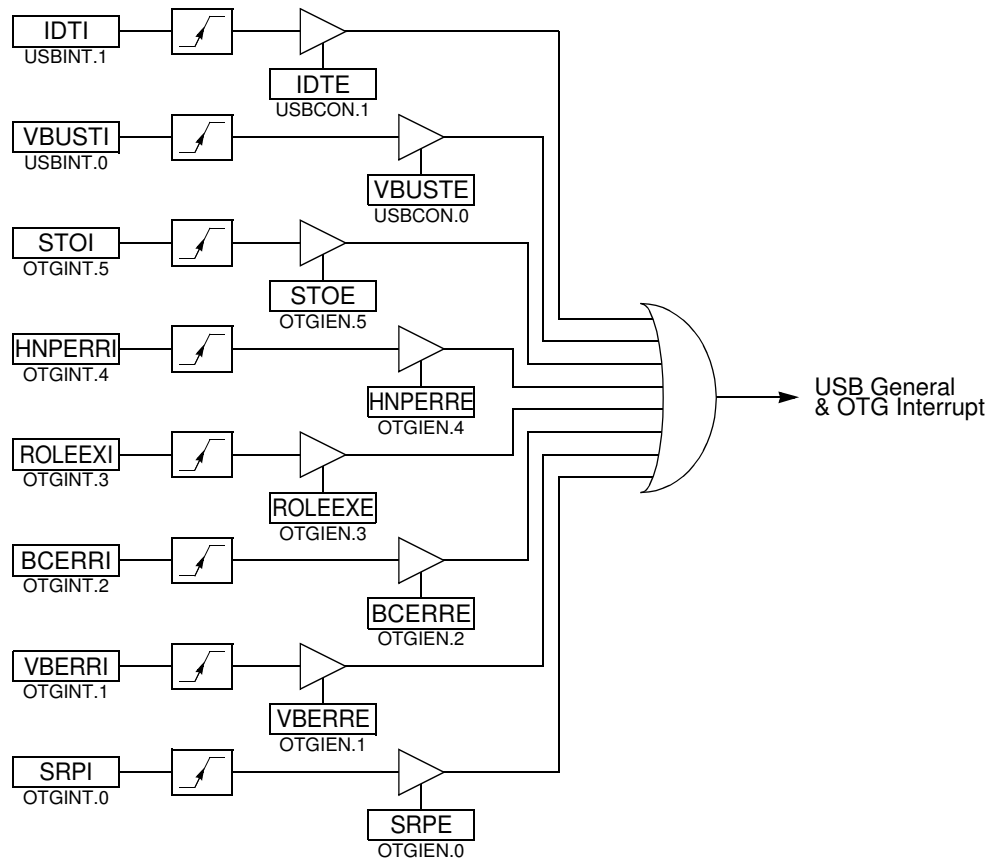 IDTI
USBINT.1
IDTE
USBCON.1
VBUSTI
USBINT.0
VBUSTE
USBCON.0
STOI
OTGINT.5
STOE
OTGIEN.5
HNPERRI
OTGINT.4
HNPERRE
OTGIEN.4
USB General
& OTG Interrupt
ROLEEXI
OTGINT.3
ROLEEXE
OTGIEN.3
BCERRI
OTGINT.2
BCERRE
OTGIEN.2
VBERRI
OTGINT.1
VBERRE
OTGIEN.1
SRPI
OTGINT.0
SRPE
OTGIEN.0